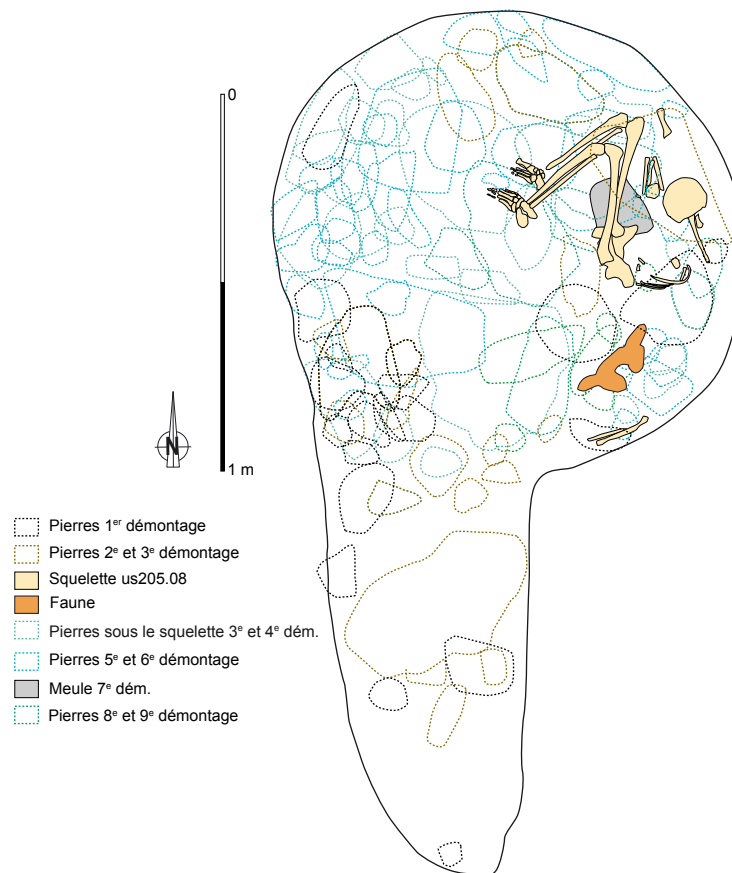 0
N
1 m
Pierres 1er démontage
Pierres 2e et 3e démontage
Squelette us205.08
Faune
Pierres sous le squelette 3e et 4e dém.
Pierres 5e et 6e démontage
Meule 7e dém.
Pierres 8e et 9e démontage